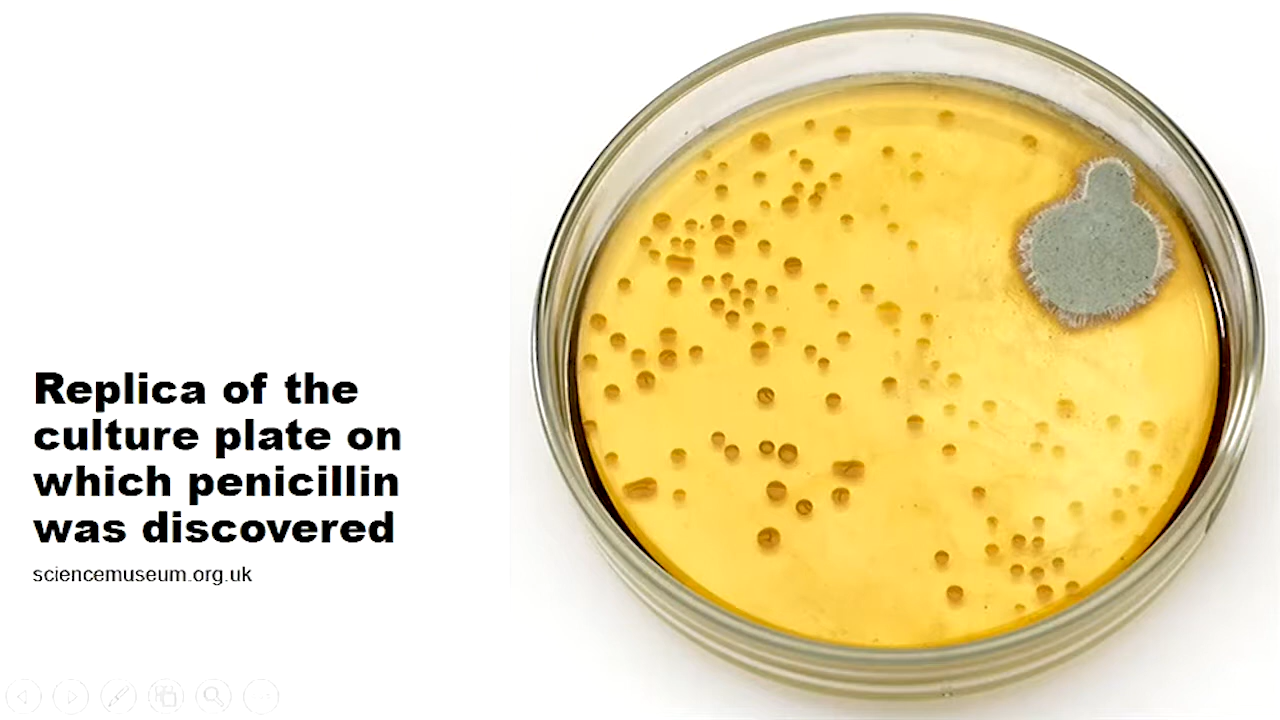 Replica of the
culture plate on
which penicillin
was discovered
sciencemuseum.org.uk